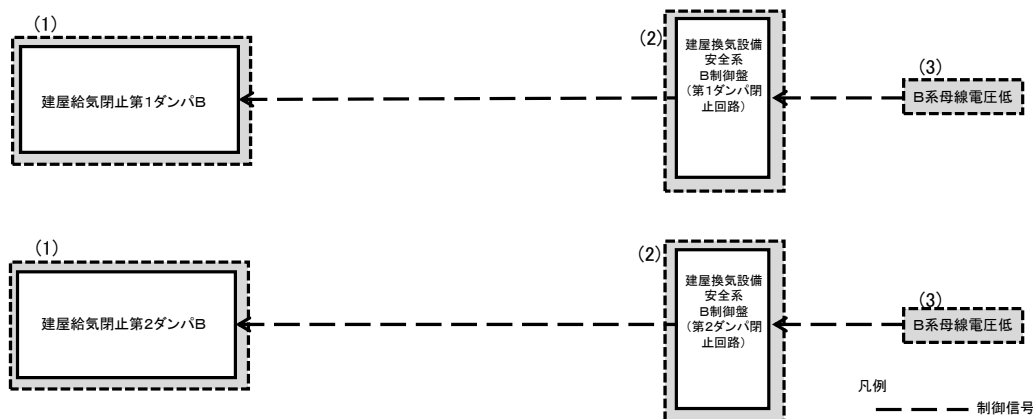 (1)
建屋給気閉止第1ダンパB
(2)
建屋換気設備
安全系
B制御盤
(第1ダンパ閉
止回路)
(3)
B系母線電圧低
(1)
建屋給気閉止第2ダンパB
(2)
建屋換気設備
安全系
B制御盤
(第2ダンパ閉
止回路)
(3)
B系母線電圧低
凡例
制御信号